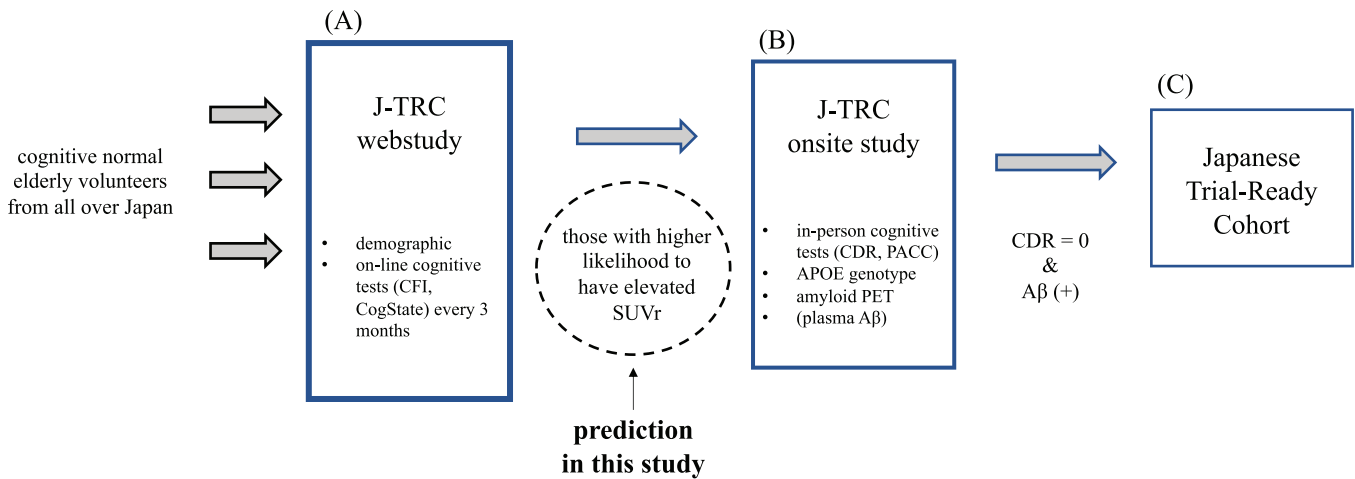 cognitive normal
elderly volunteers
from all over Japan
(A)
J-TRC
webstudy
• demographic
• on-line cognitive
tests (CFI,
CogState) every 3
months
those with higher
likelihood to
have elevated
SUVr
prediction
in this study
(B)
J-TRC
onsite study
• in-person cognitive
tests (CDR, PACC)
• APOE genotype
• amyloid PET
• (plasma Aβ)
CDR = 0
&
Aβ (+)
(C)
Japanese
Trial-Ready
Cohort